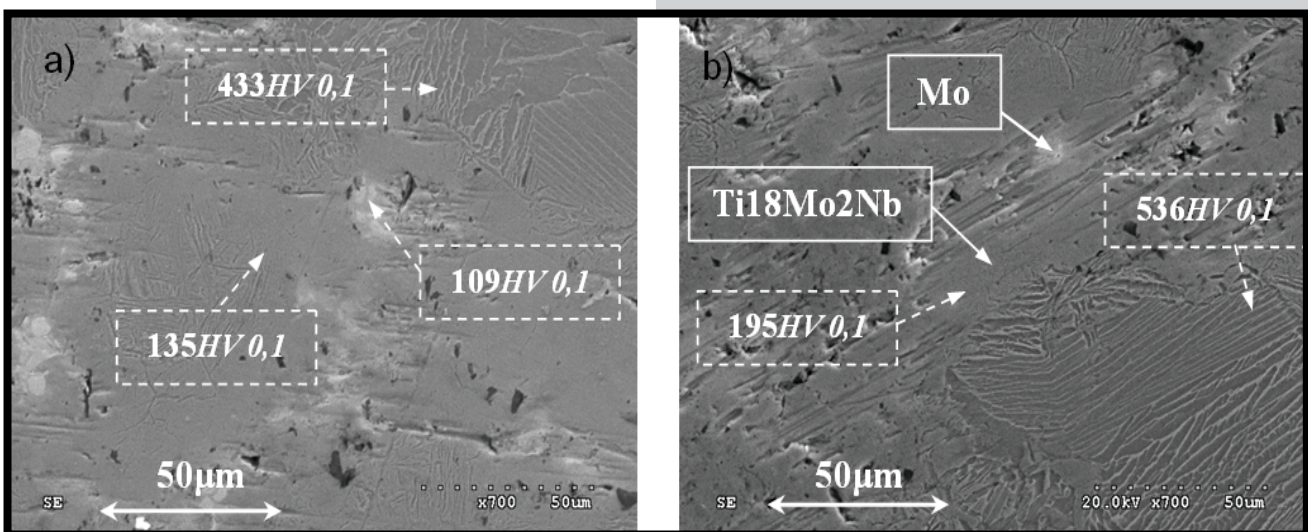 a)
433HV 0,1
109HV 0,1
135HV 0,1
50µm
SE
x700 50um
b)
Mo
Ti18Mo2Nb
536HV 0,1
195HV 0,1
50µm
SE
20.0kV x700 50um